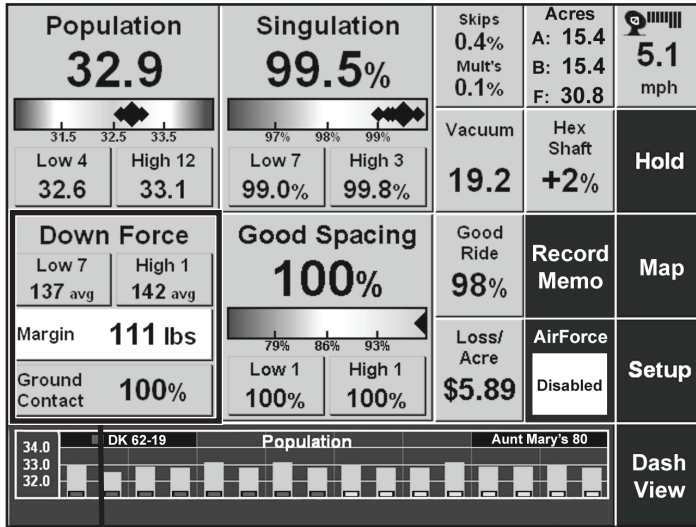 Population
32.9
31.5 32.5 33.5
Low 4 High 12
32.6 33.1
Singulation
99.5%
97% 98% 99%
Low 7 High 3
99.0% 99.8%
Skips
0.4%
Mult's
0.1%
Acres
A: 15.4
B: 15.4
F: 30.8
5.1
mph
Vacuum
19.2
Hex
Shaft
+2%
Hold
Down Force
Low 7 High 1
137 avg 142 avg
Margin 111 lbs
Ground
Contact 100%
Good Spacing
100%
79% 86% 93%
Low 1 High 1
100% 100%
Good
Ride
98%
Record
Memo
Map
Loss/
Acre
$5.89
AirForce
Disabled
Setup
DK 62-19 Population Aunt Mary's 80
34.0
33.0
32.0
Dash
View